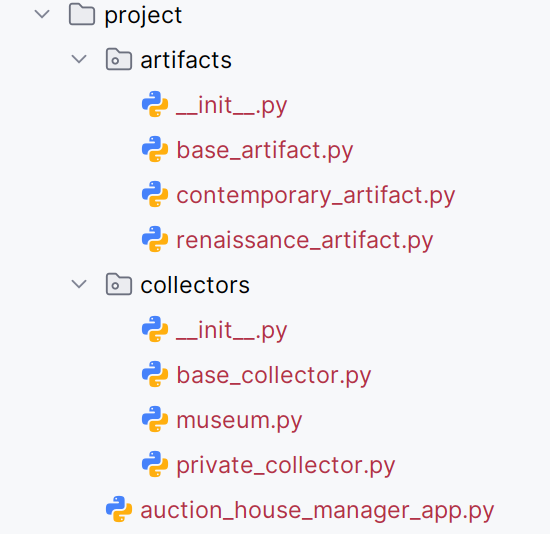 project
artifacts
__init__.py
base_artifact.py
contemporary_artifact.py
renaissance_artifact.py
collectors
__init__.py
base_collector.py
museum.py
private_collector.py
auction_house_manager_app.py